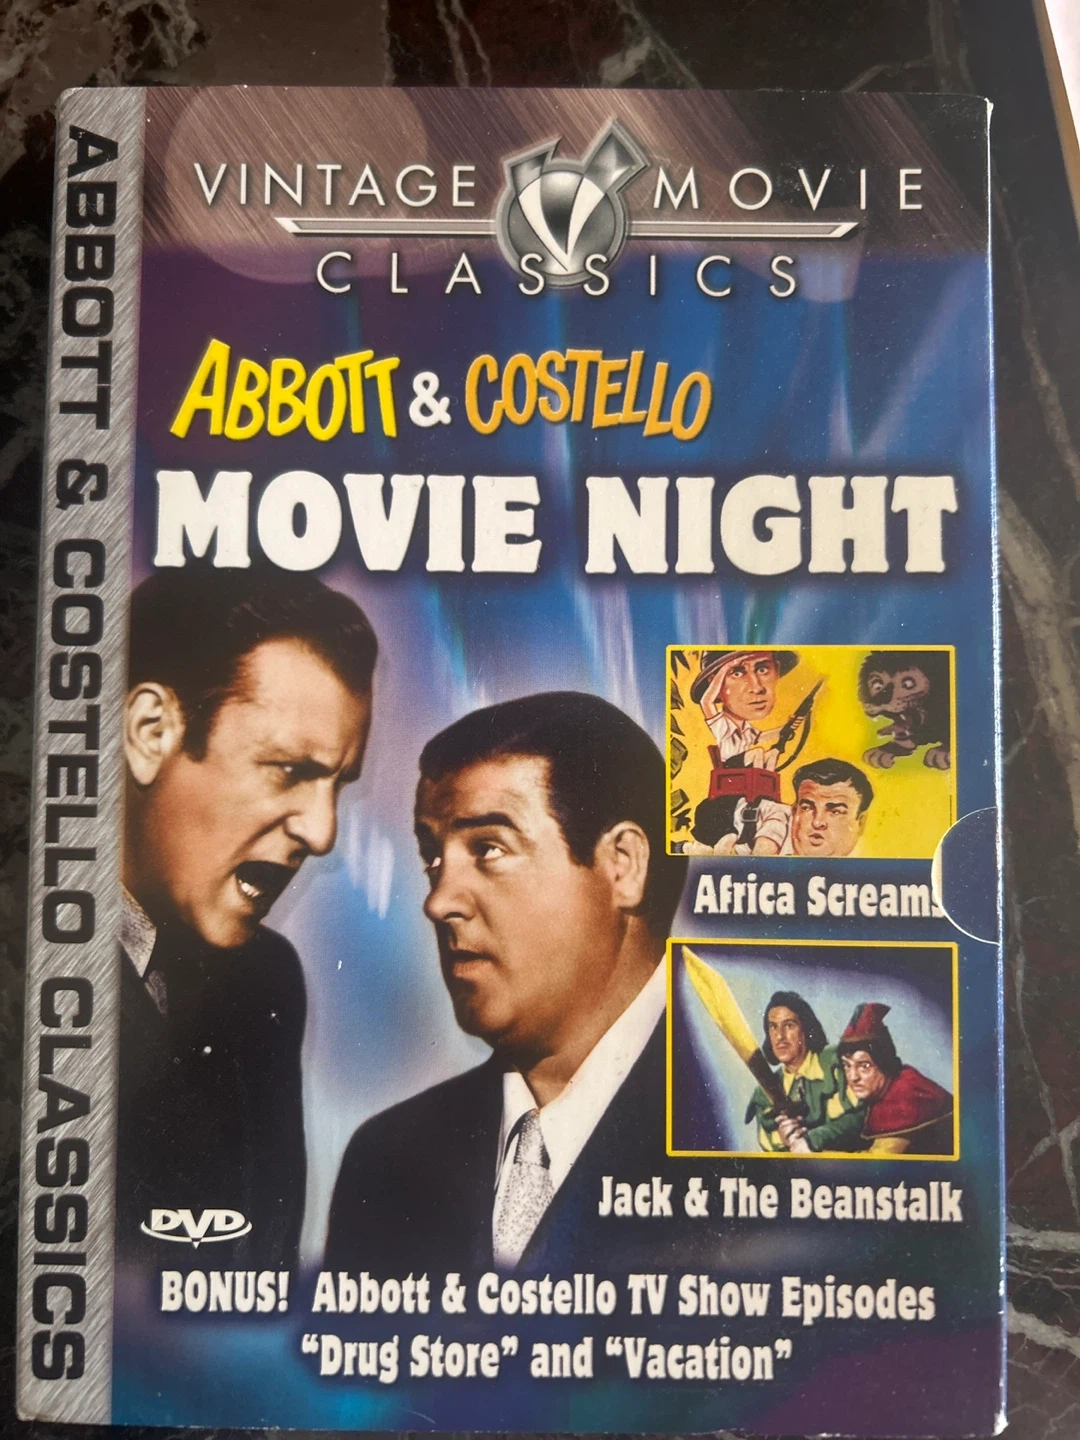 ABBOTT & COSTELLO CLASSICS
VINTAGE MOVIE
CLASSICS
ABBOTT & COSTELLO
MOVIE NIGHT
Africa Screams
Jack & The Beanstalk
DVD
BONUS! Abbott & Costello TV Show Episodes
“Drug Store” and “Vacation”